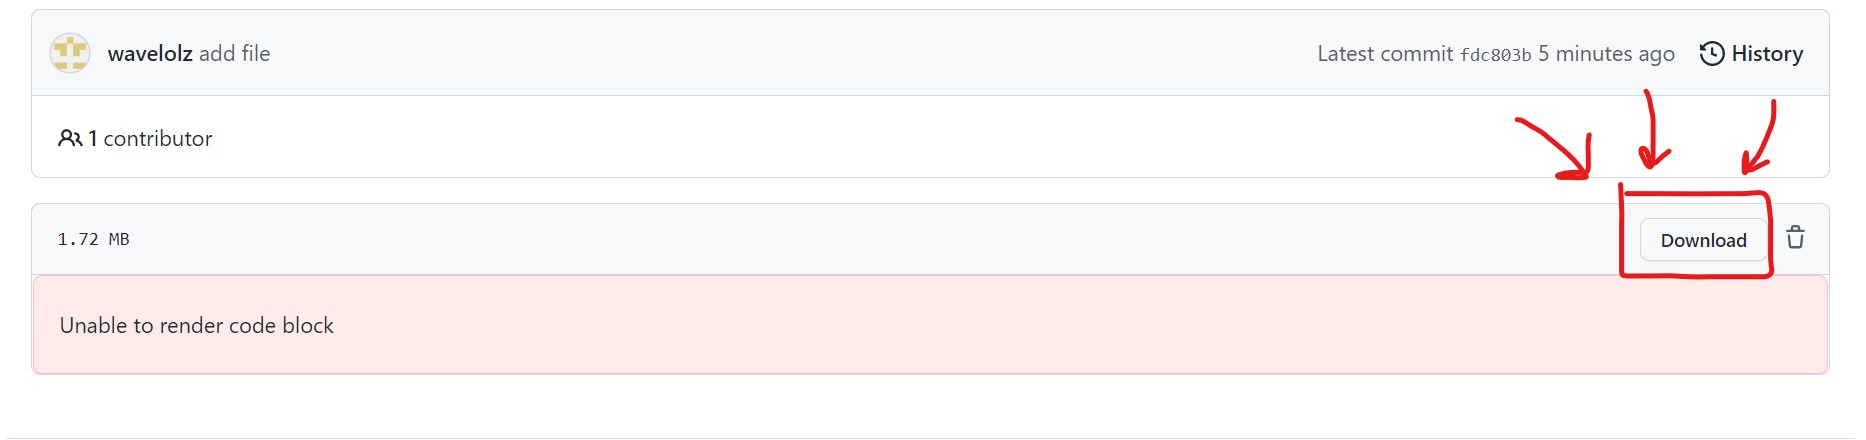 wavelolz add file
Latest commit fdc803b 5 minutes ago
History
1 contributor
1.72 MB
Download
Unable to render code block